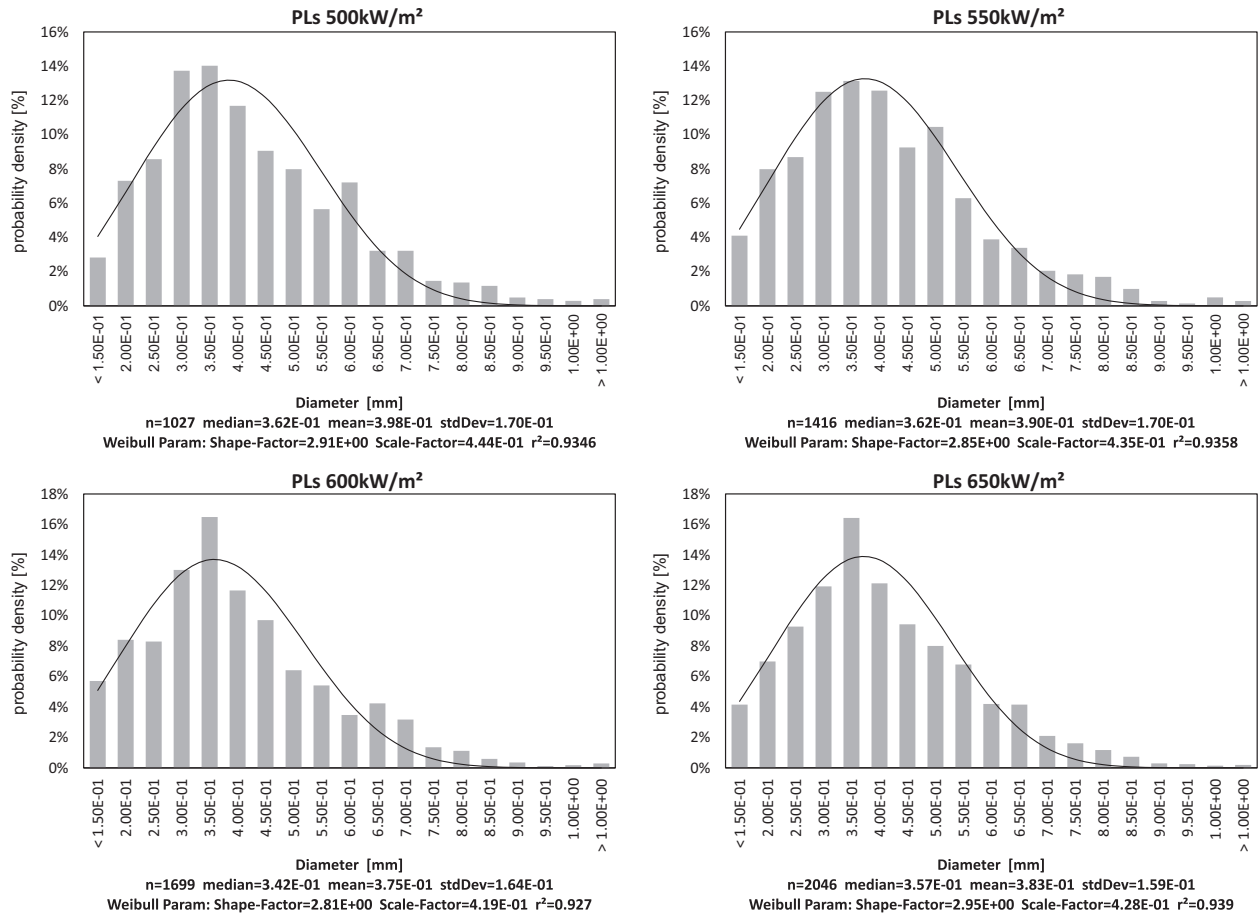 PLs 500kW/m²
16%
14%
12%
10%
8%
6%
4%
2%
0%
probability density [%]
< 1.50E-01
2.00E-01
2.50E-01
3.00E-01
3.50E-01
4.00E-01
4.50E-01
5.00E-01
5.50E-01
6.00E-01
6.50E-01
7.00E-01
7.50E-01
8.00E-01
8.50E-01
9.00E-01
9.50E-01
1.00E+00
> 1.00E+00
Diameter [mm]
n=1027 median=3.62E-01 mean=3.98E-01 stdDev=1.70E-01
Weibull Param: Shape-Factor=2.91E+00 Scale-Factor=4.44E-01 r²=0.9346
PLs 550kW/m²
16%
14%
12%
10%
8%
6%
4%
2%
0%
probability density [%]
< 1.50E-01
2.00E-01
2.50E-01
3.00E-01
3.50E-01
4.00E-01
4.50E-01
5.00E-01
5.50E-01
6.00E-01
6.50E-01
7.00E-01
7.50E-01
8.00E-01
8.50E-01
9.00E-01
9.50E-01
1.00E+00
> 1.00E+00
Diameter [mm]
n=1416 median=3.62E-01 mean=3.90E-01 stdDev=1.70E-01
Weibull Param: Shape-Factor=2.85E+00 Scale-Factor=4.35E-01 r²=0.9358
PLs 600kW/m²
18%
16%
14%
12%
10%
8%
6%
4%
2%
0%
probability density [%]
< 1.50E-01
2.00E-01
2.50E-01
3.00E-01
3.50E-01
4.00E-01
4.50E-01
5.00E-01
5.50E-01
6.00E-01
6.50E-01
7.00E-01
7.50E-01
8.00E-01
8.50E-01
9.00E-01
9.50E-01
1.00E+00
> 1.00E+00
Diameter [mm]
n=1699 median=3.42E-01 mean=3.75E-01 stdDev=1.64E-01
Weibull Param: Shape-Factor=2.81E+00 Scale-Factor=4.19E-01 r²=0.927
PLs 650kW/m²
18%
16%
14%
12%
10%
8%
6%
4%
2%
0%
probability density [%]
< 1.50E-01
2.00E-01
2.50E-01
3.00E-01
3.50E-01
4.00E-01
4.50E-01
5.00E-01
5.50E-01
6.00E-01
6.50E-01
7.00E-01
7.50E-01
8.00E-01
8.50E-01
9.00E-01
9.50E-01
1.00E+00
> 1.00E+00
Diameter [mm]
n=2046 median=3.57E-01 mean=3.83E-01 stdDev=1.59E-01
Weibull Param: Shape-Factor=2.95E+00 Scale-Factor=4.28E-01 r²=0.939